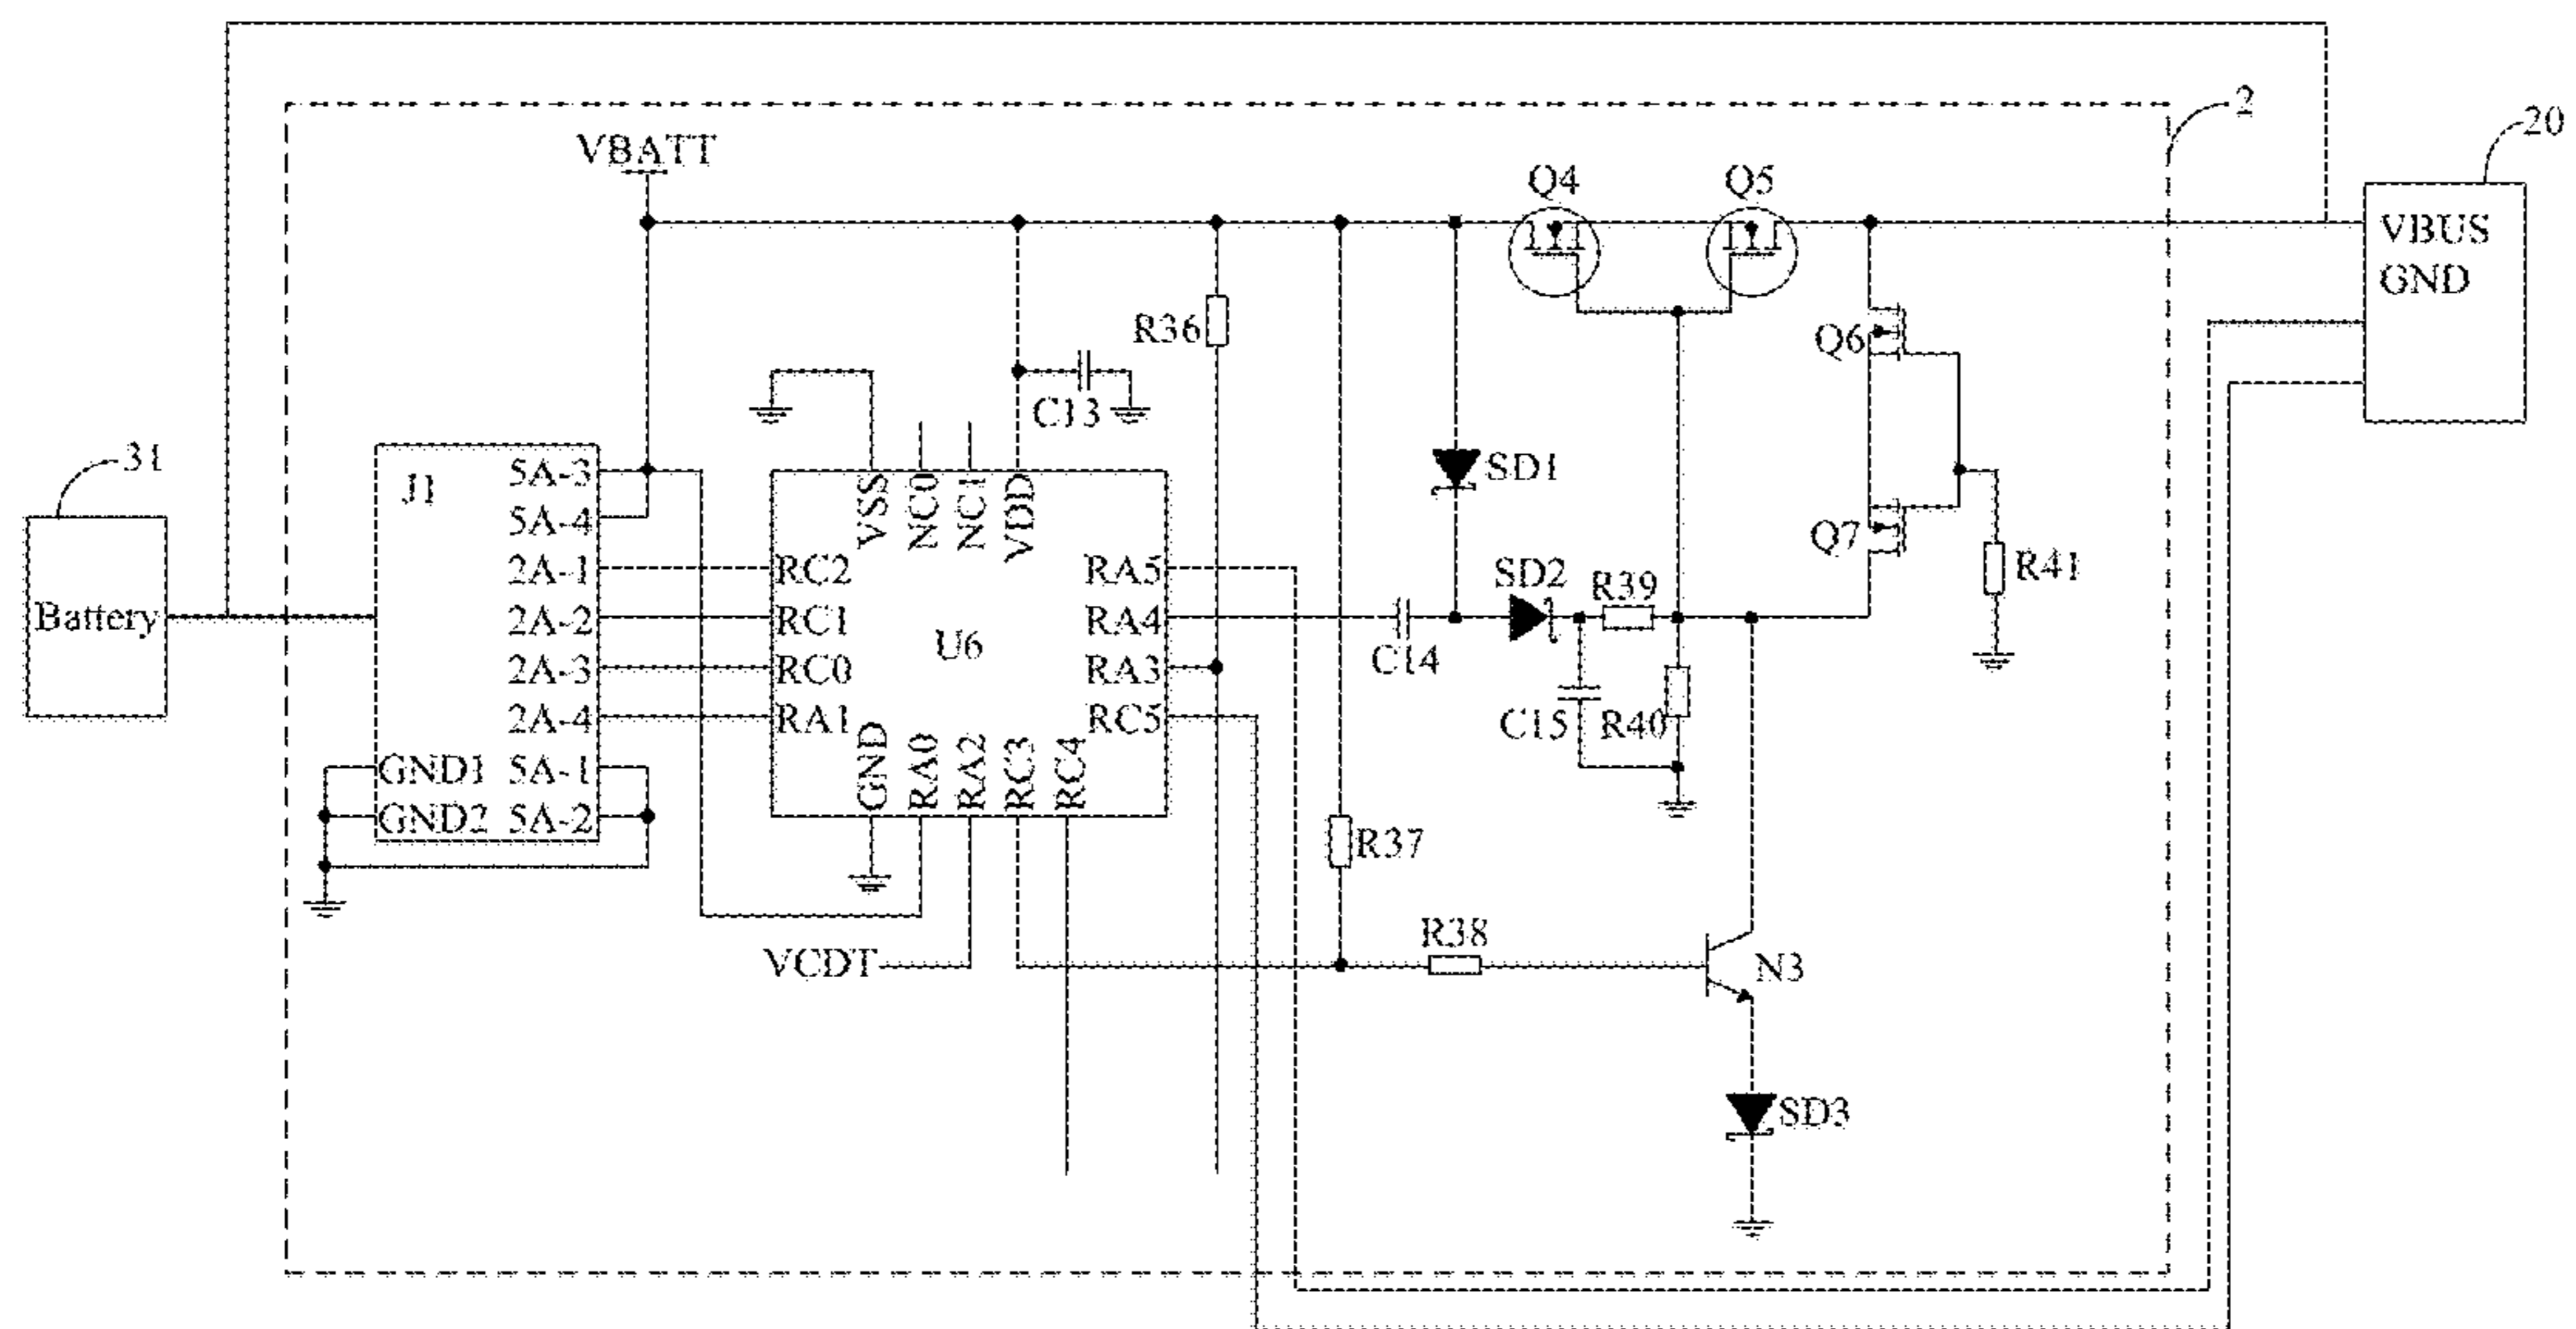 2
20
VBATT
Q4
Q5
VBUS
GND
R36
Q6
C13
31
J1
5A-3
5A-4
2A-1
2A-2
2A-3
2A-4
GND1
5A-1
GND2
5A-2
Battery
VSS
NC0
NC1
VDD
RC2
RC1
RC0
RA1
U6
RA5
RA4
RA3
RC5
GND
RA0
RA2
RC3
RC4
SD1
Q7
SD2
R39
R41
C14
C15
R40
R37
VCDT
R38
N3
SD3